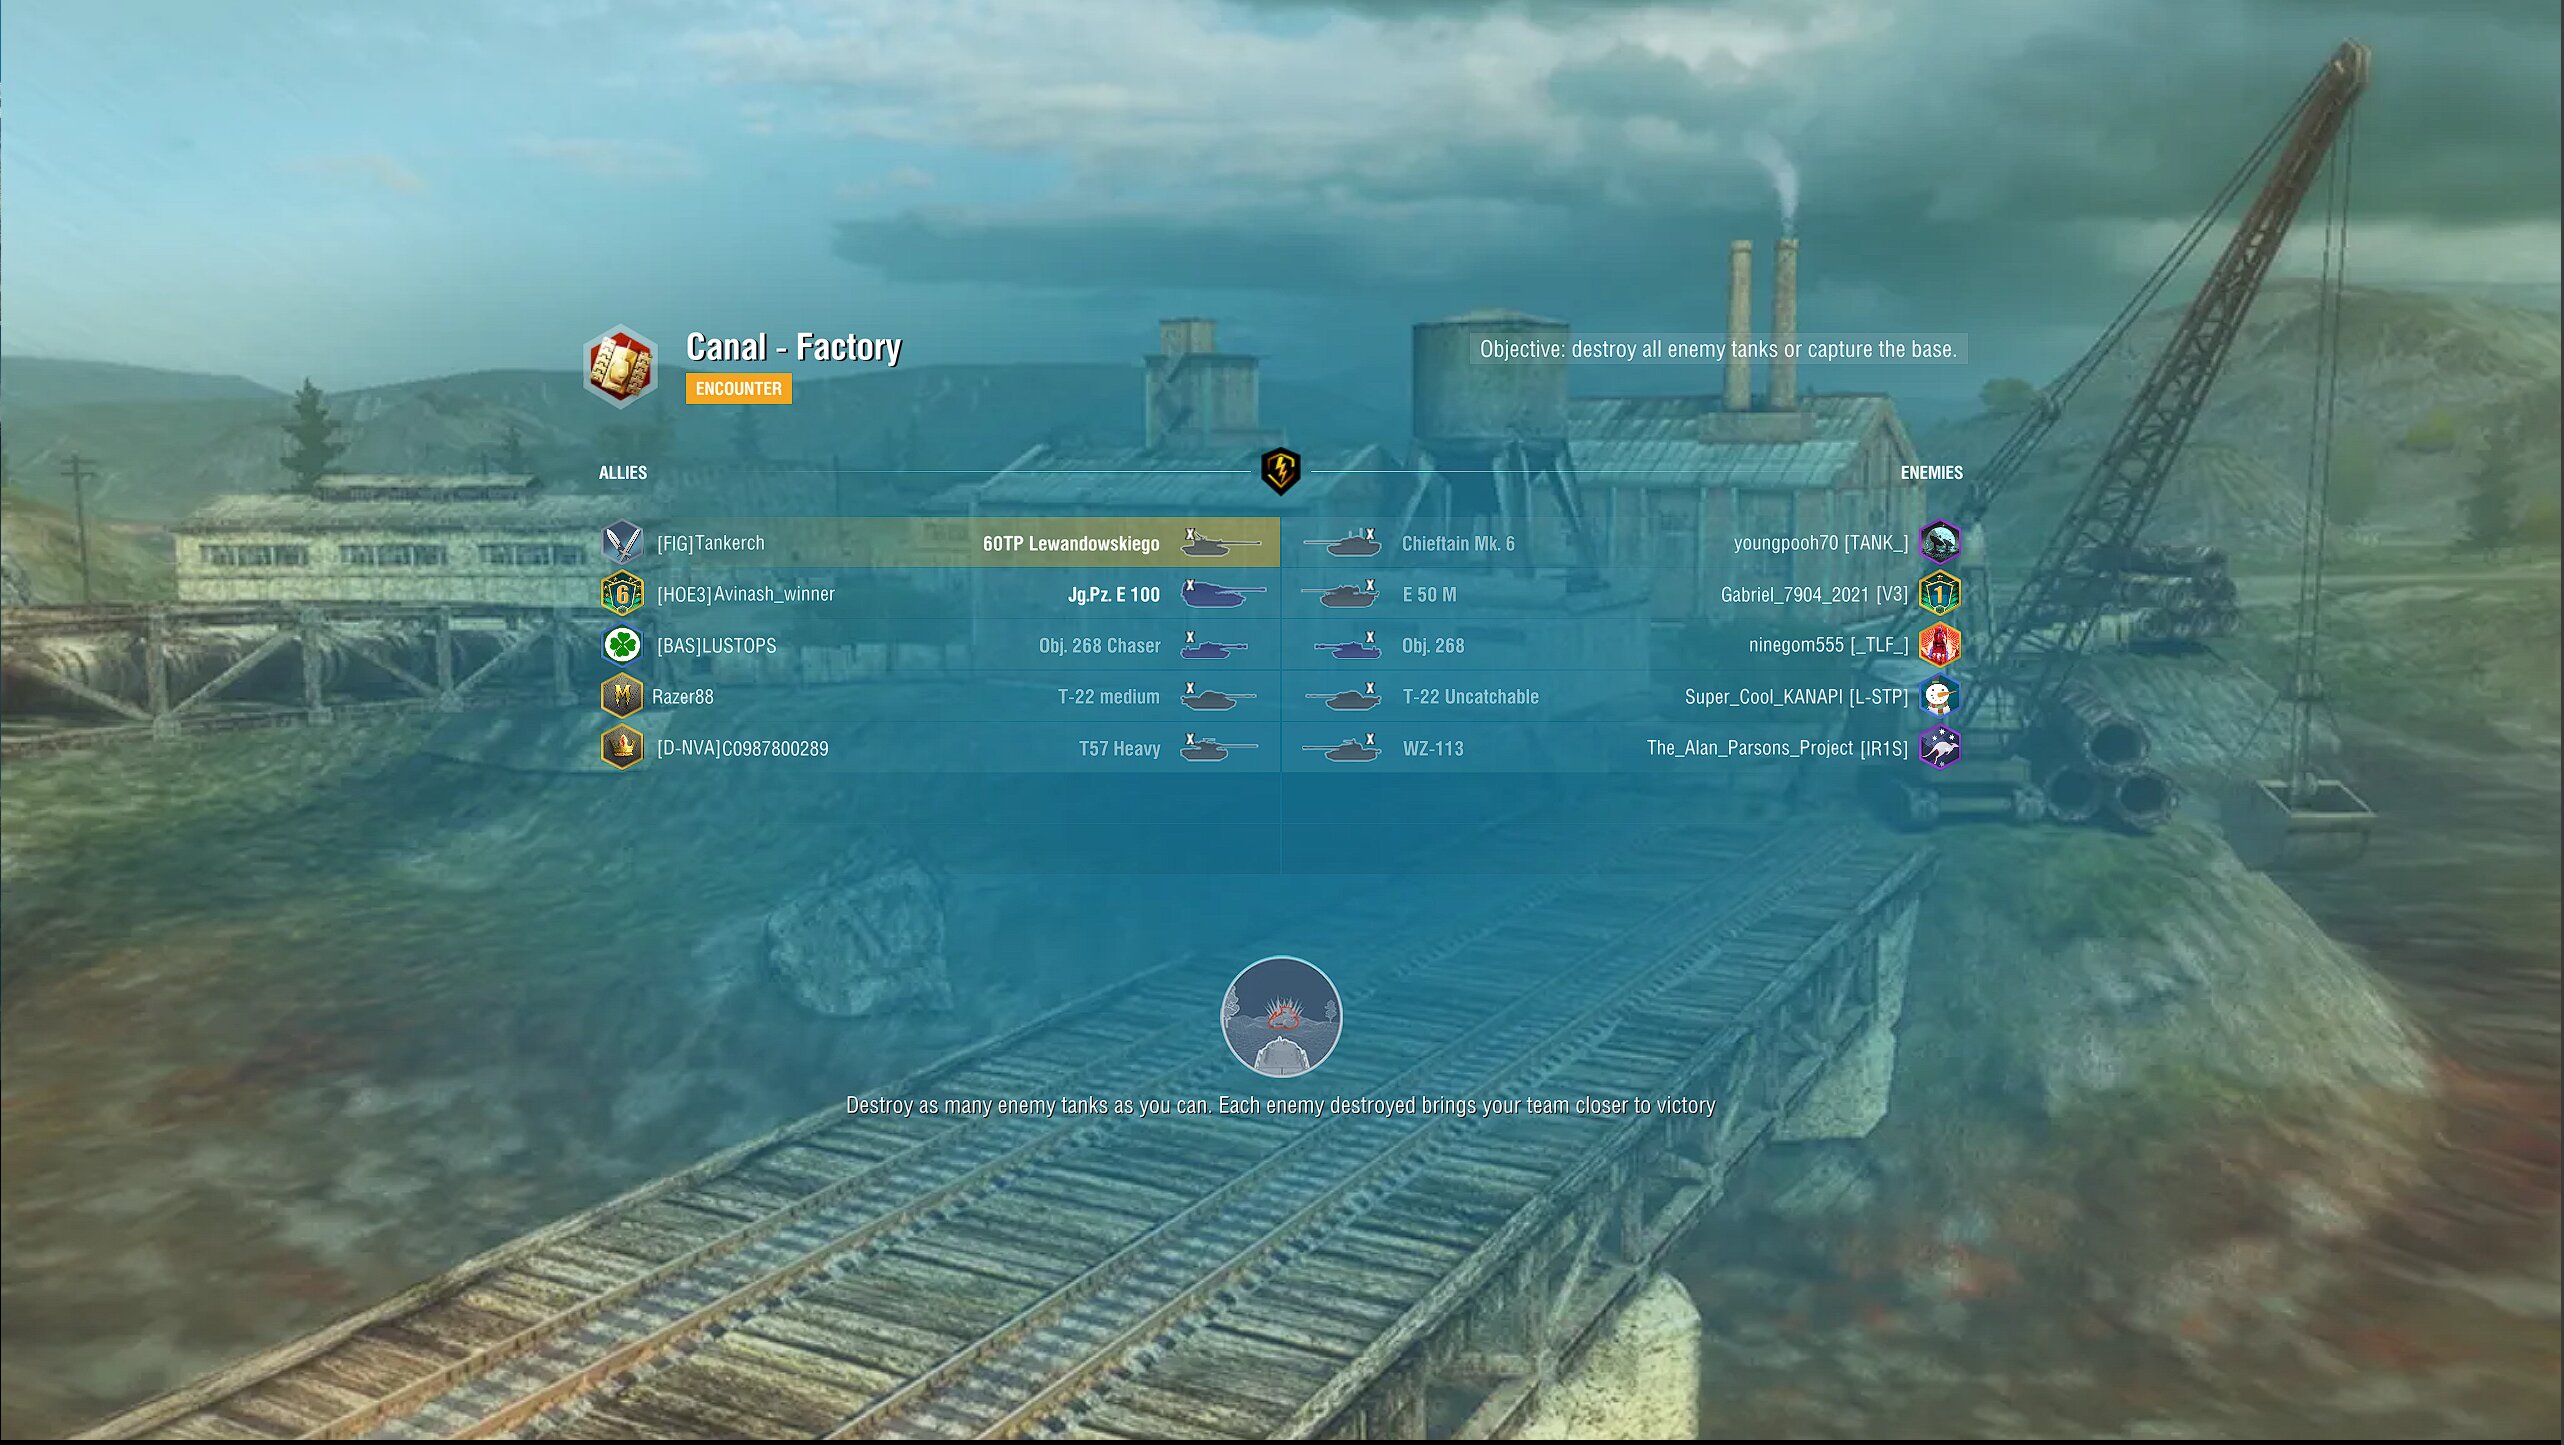 Canal - Factory
Objective: destroy all enemy tanks or capture the base.
ENCOUNTER
ALLIES
ENEMIES
[FIG]Tankerch 60TP Lewandowskiego X X Chieftain Mk. 6 youngpooh70 [TANK_]
6 [HOE3]Avinash_winner Jg.Pz. E 100 X X E 50 M Gabriel_7904_2021 [V3] 1
[BAS]LUSTOPS Obj. 268 Chaser X X Obj. 268 ninegom555 [_TLF_]
M Razer88 T-22 medium X X T-22 Uncatchable Super_Cool_KANAPI [L-STP]
[D-NVA]C0987800289 T57 Heavy X X WZ-113 The_Alan_Parsons_Project [IR1S]
Destroy as many enemy tanks as you can. Each enemy destroyed brings your team closer to victory